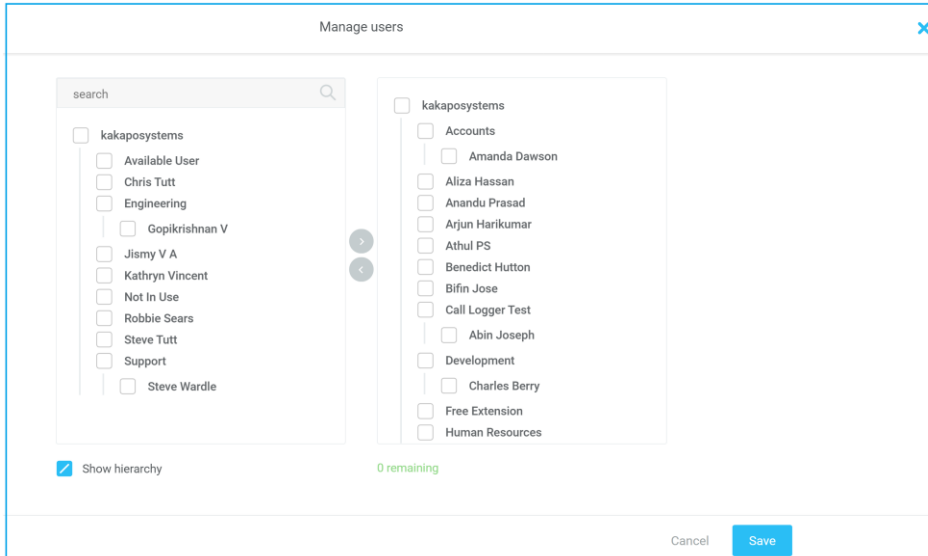 Manage users
search
kakaposystems
Available User
Chris Tutt
Engineering
Gopikrishnan V
Jismy V A
Kathryn Vincent
Not In Use
Robbie Sears
Steve Tutt
Support
Steve Wardle
Show hierarchy
kakaposystems
Accounts
Amanda Dawson
Aliza Hassan
Anandu Prasad
Arjun Harikumar
Athul PS
Benedict Hutton
Bifin Jose
Call Logger Test
Abin Joseph
Development
Charles Berry
Free Extension
Human Resources
0 remaining
Cancel
Save